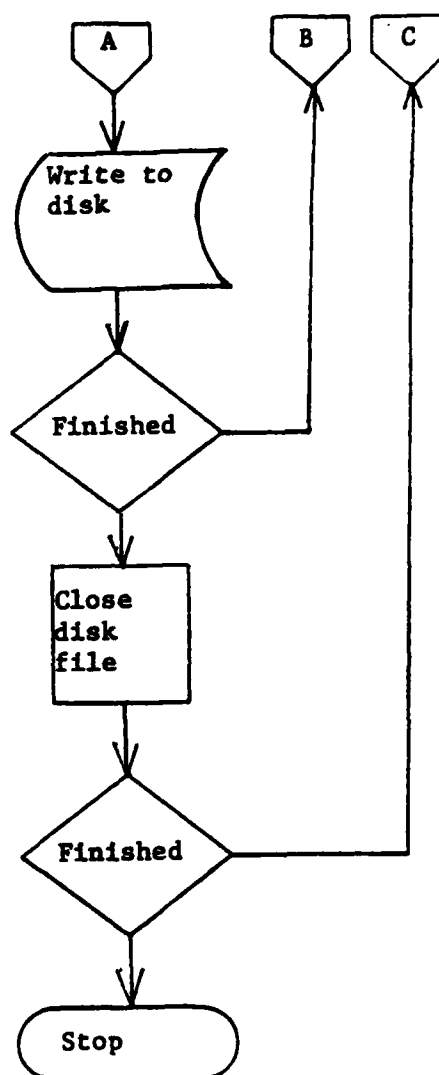 A
B
C
Write to
disk
Finished
Close
disk
file
Finished
Stop